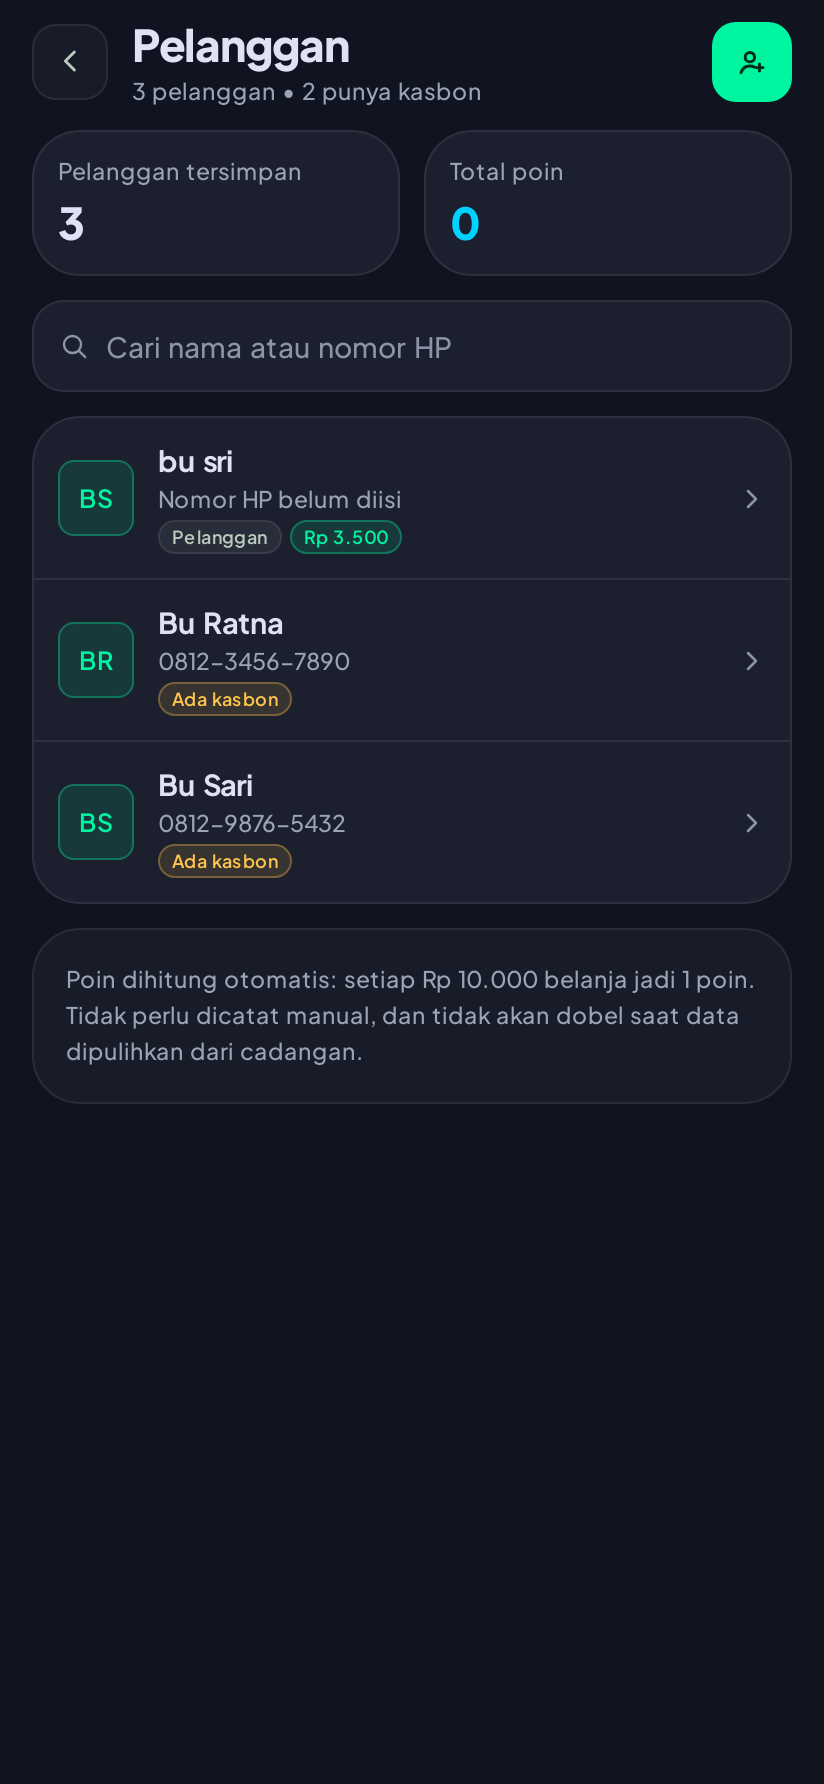 Pelanggan
3 pelanggan • 2 punya kasbon
Pelanggan tersimpan
3
Total poin
0
Cari nama atau nomor HP
BS
bu sri
Nomor HP belum diisi
Pelanggan
Rp 3.500
BR
Bu Ratna
0812-3456-7890
Ada kasbon
BS
Bu Sari
0812-9876-5432
Ada kasbon
Poin dihitung otomatis: setiap Rp 10.000 belanja jadi 1 poin.
Tidak perlu dicatat manual, dan tidak akan dobel saat data
dipulihkan dari cadangan.